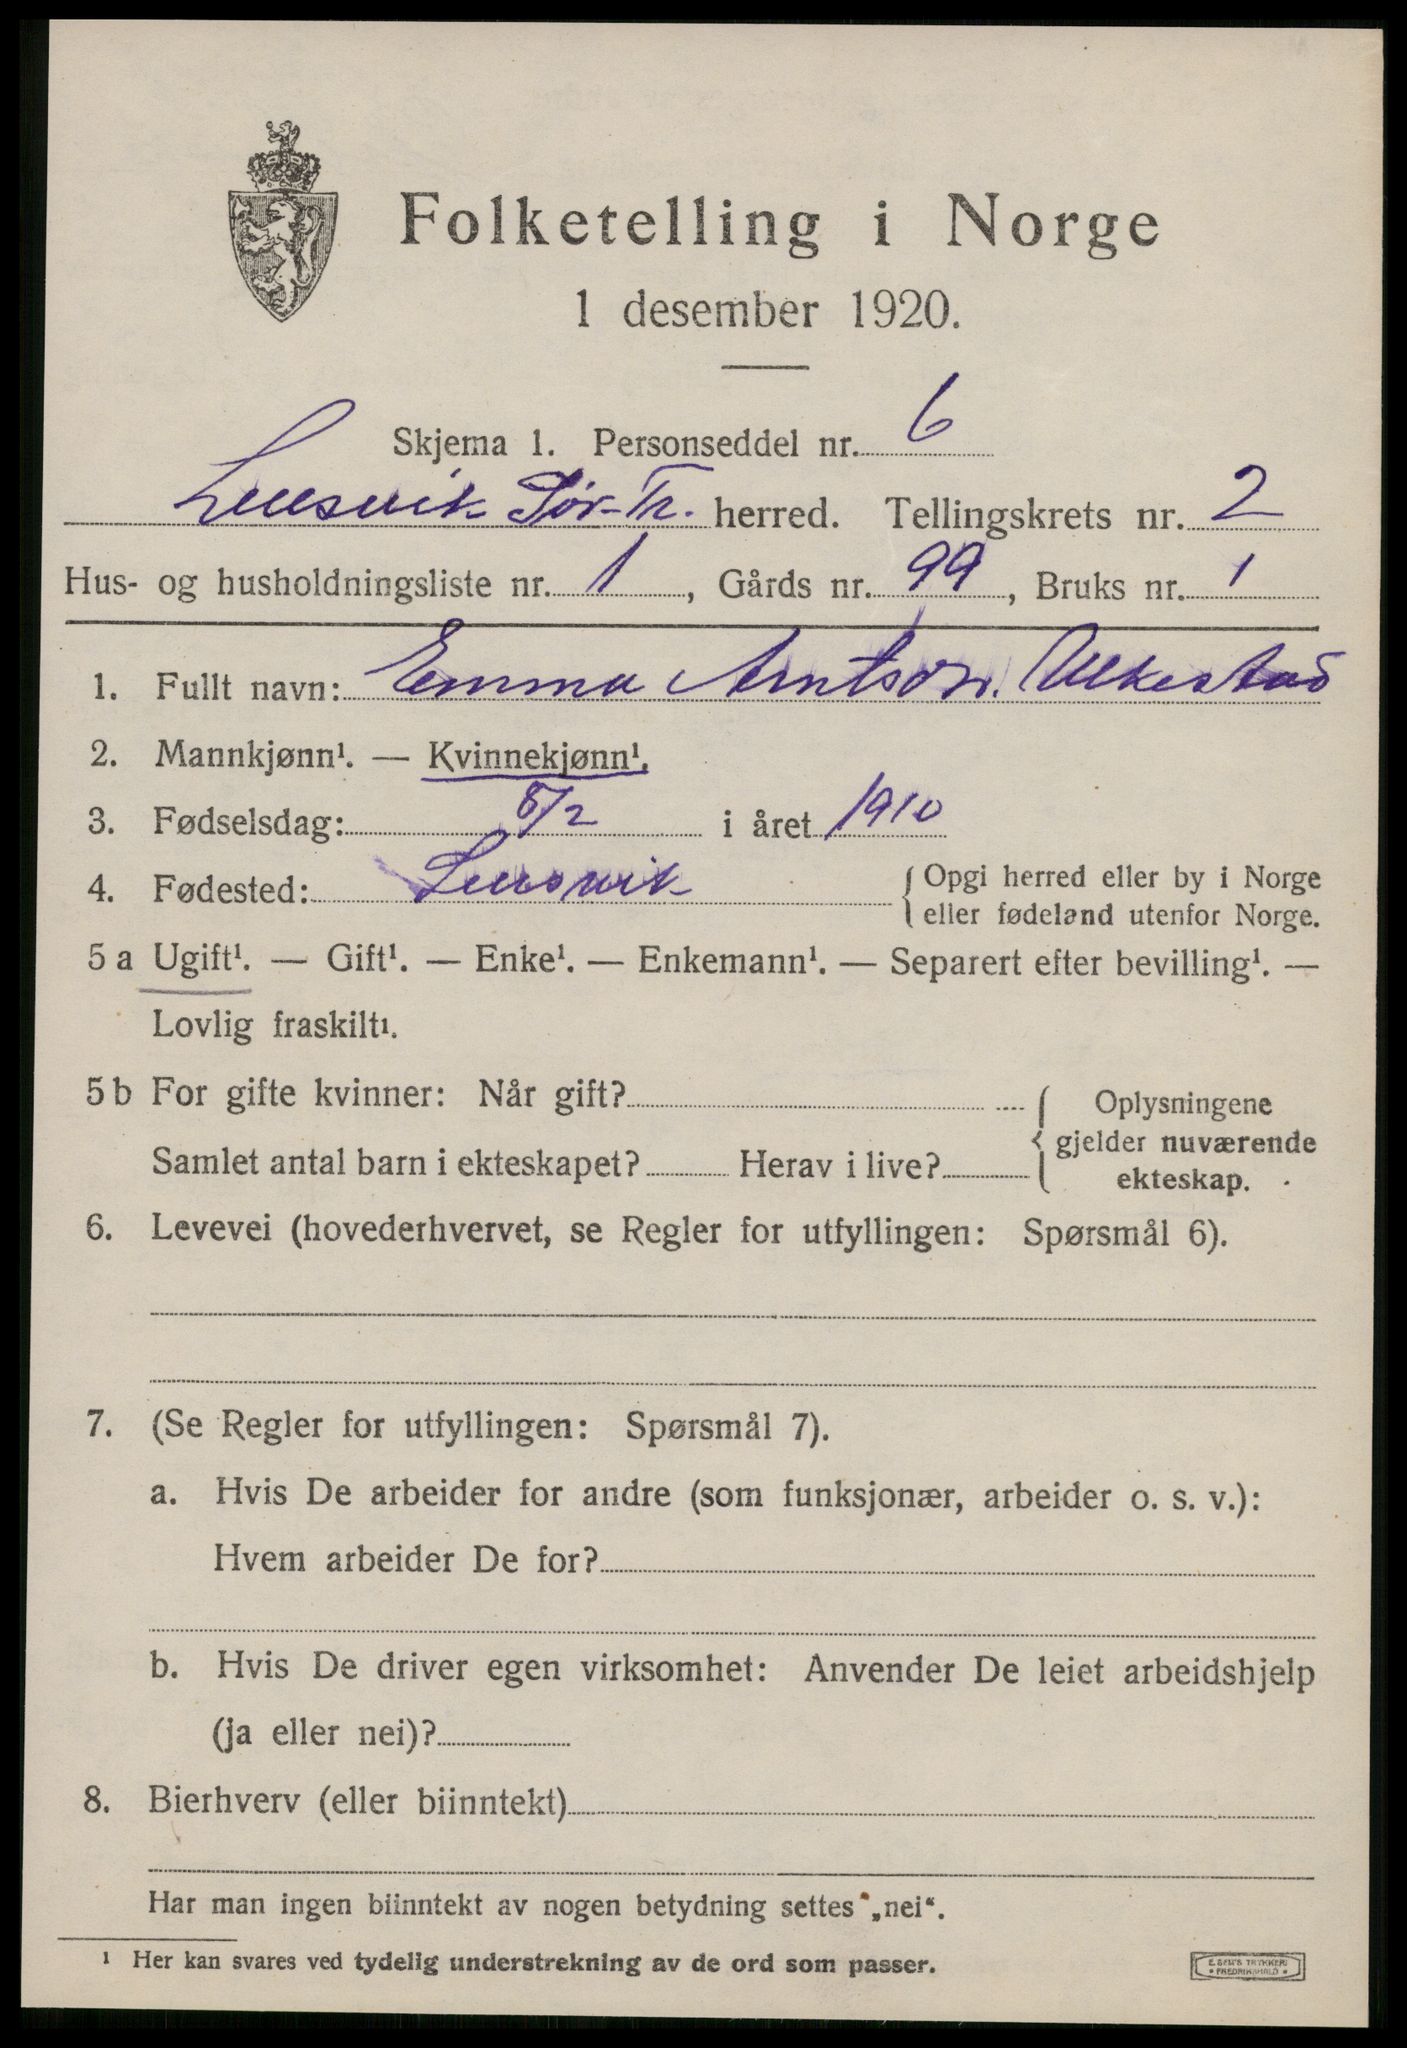 Folketelling i Norge
1 desember 1920.
Skjema 1. Personseddel nr. 6
Lensvik Sør-Tr. herred. Tellingskrets nr. 2
Hus- og husholdningsliste nr. 1, Gårds nr. 99, Bruks nr. 1
1. Fullt navn: Emma Arntsdn.
2. Mannkjønn¹. — Kvinnekjønn¹.
3. Fødselsdag: 8/2 i året 1910
4. Fødested: Lensvik {Opgi herred eller by i Norge
eller fødeland utenfor Norge.
5 a Ugift¹. — Gift¹. — Enke¹. — Enkemann¹. — Separert efter bevilling¹. —
Lovlig fraskilt¹.
5 b For gifte kvinner: Når gift?
Samlet antal barn i ekteskapet? Herav i live?
{Oplysningene
gjelder nuværende
ekteskap.
6. Levevei (hovederhvervet, se Regler for utfyllingen: Spørsmål 6).
7. (Se Regler for utfyllingen: Spørsmål 7).
a. Hvis De arbeider for andre (som funksjonær, arbeider o. s. v.):
Hvem arbeider De for?
b. Hvis De driver egen virksomhet: Anvender De leiet arbeidshjelp
(ja eller nei)?
8. Bierhverv (eller biinntekt)
Har man ingen biinntekt av nogen betydning settes „nei“.
¹ Her kan svares ved tydelig understrekning av de ord som passer.
E. SEM'S TRYKKERI
• FREDRIKSHALD •